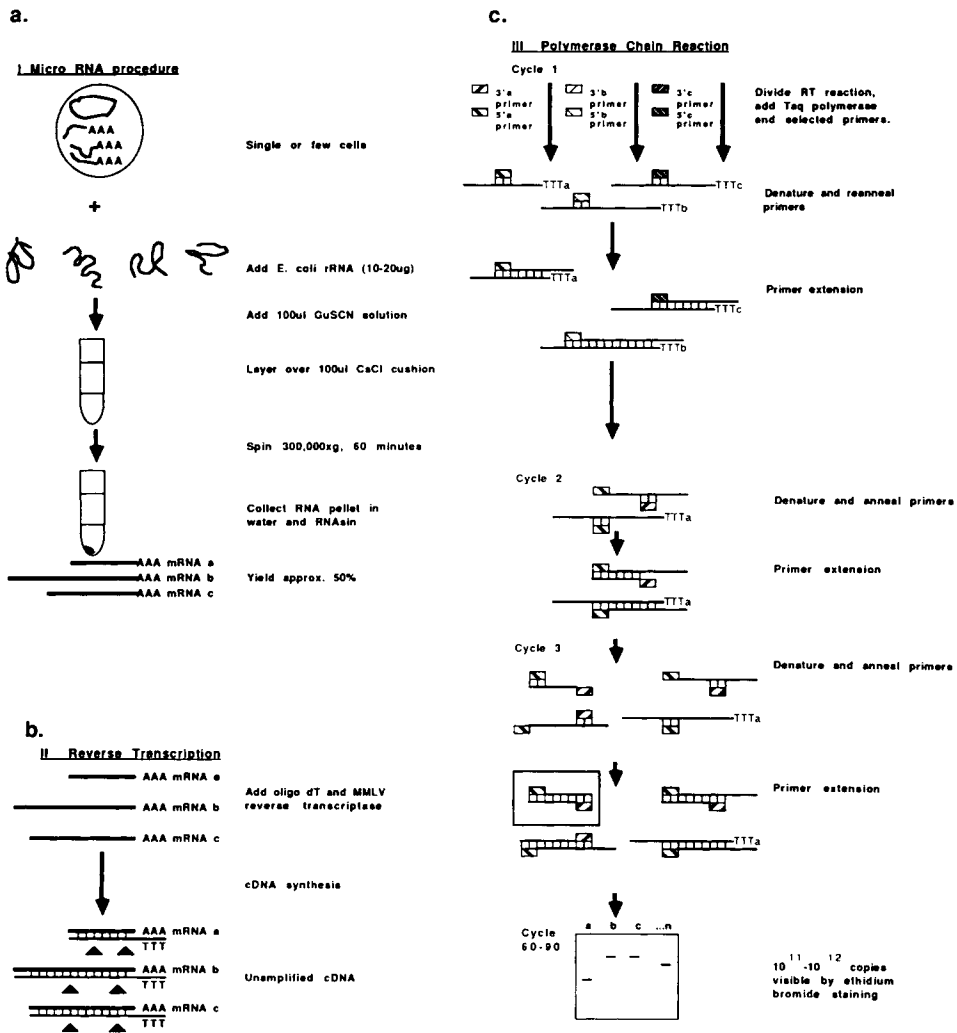 a.
I Micro RNA procedure
AAA
AAA
AAA
Single or few cells
+
Add E. coli rRNA (10-20ug)
Add 100ul GuSCN solution
Layer over 100ul CsCl cushion
Spin 300,000xg, 60 minutes
Collect RNA pellet in
water and RNAsin
AAA mRNA a
AAA mRNA b
AAA mRNA c
Yield approx. 50%
b.
II Reverse Transcription
AAA mRNA a
AAA mRNA b
AAA mRNA c
Add oligo dT and MMLV
reverse transcriptase
cDNA synthesis
AAA mRNA a
TTT
AAA mRNA b
TTT
AAA mRNA c
TTT
Unamplified cDNA
c.
III Polymerase Chain Reaction
Cycle 1
3'a
primer
5'a
primer
3'b
primer
5'b
primer
3'c
primer
5'c
primer
Divide RT reaction,
add Taq polymerase
and selected primers.
TTTa
TTTc
TTTb
Denature and reanneal
primers
TTTa
TTTc
TTTb
Primer extension
Cycle 2
TTTa
Denature and anneal primers
TTTa
Primer extension
Cycle 3
TTTa
Denature and anneal primers
TTTa
Primer extension
Cycle
60-90
a b c ...n
10 11 -10 12 copies
visible by ethidium
bromide staining